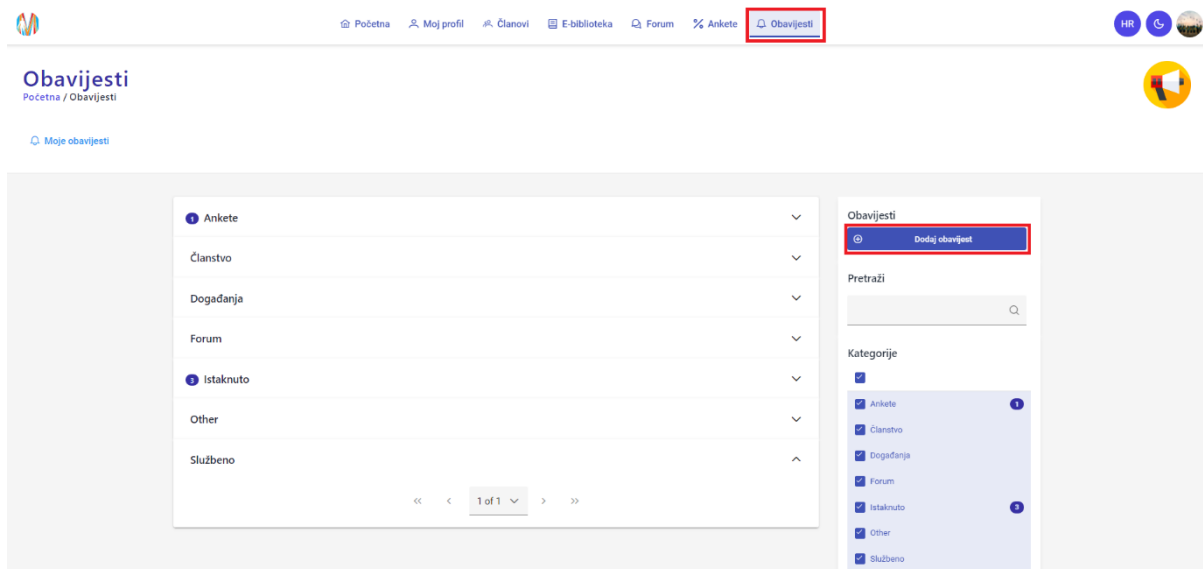 Početna Moj profil Članovi E-biblioteka Forum Ankete Obavijesti HR
Obavijesti
Početna / Obavijesti
Moje obavijesti
1 Ankete
Članstvo
Događanja
Forum
3 Istaknuto
Other
Službeno
1 of 1
Obavijesti
Dodaj obavijest
Pretraži
Kategorije
Ankete 1
Članstvo
Događanja
Forum
Istaknuto 3
Other
Službeno